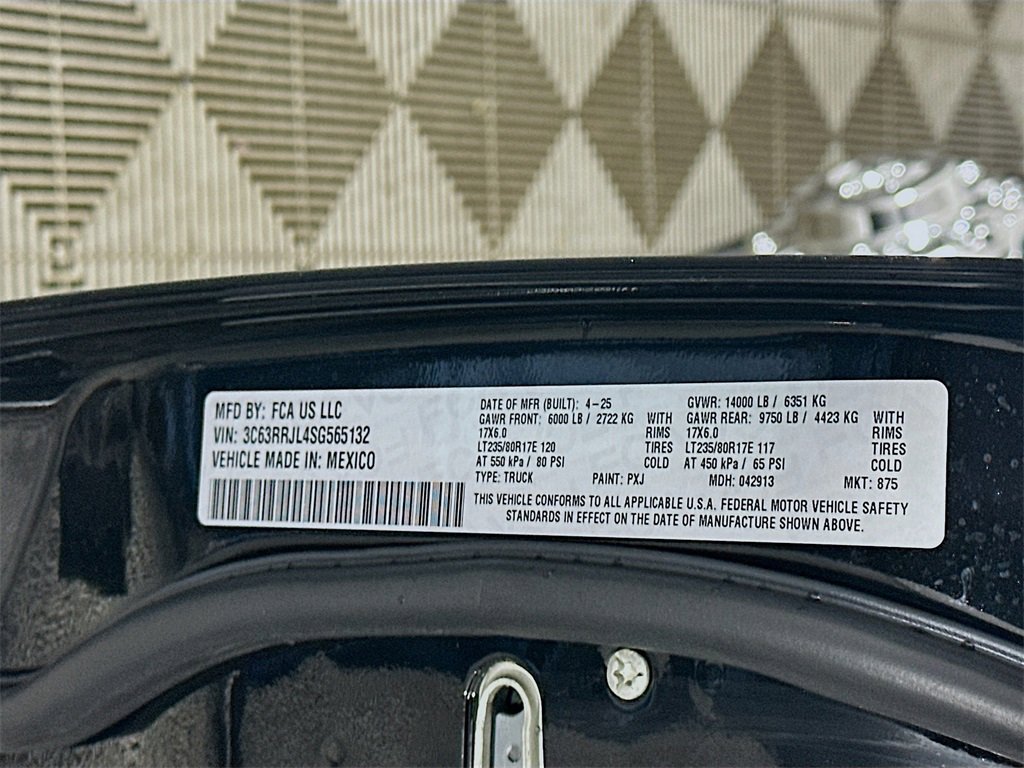 MFD BY: FCA US LLC
VIN: 3C63RRJL4SG565132
VEHICLE MADE IN: MEXICO
DATE OF MFR (BUILT): 4-25
GAWR FRONT: 6000 LB / 2722 KG WITH
17X6.0 RIMS
LT235/80R17E 120 TIRES
AT 550 kPa / 80 PSI COLD
GVWR: 14000 LB / 6351 KG
GAWR REAR: 9750 LB / 4423 KG WITH
17X6.0 RIMS
LT235/80R17E 117 TIRES
AT 450 kPa / 65 PSI COLD
TYPE: TRUCK PAINT: PXJ MDH: 042913 MKT: 875
THIS VEHICLE CONFORMS TO ALL APPLICABLE U.S.A. FEDERAL MOTOR VEHICLE SAFETY
STANDARDS IN EFFECT ON THE DATE OF MANUFACTURE SHOWN ABOVE.